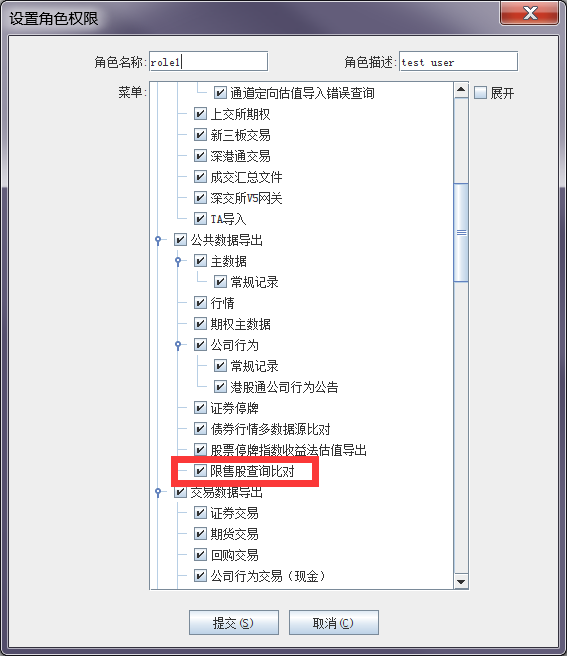 设置角色权限
角色名称: role1 角色描述: test user
菜单: 通道定向估值导入错误查询 展开
上交所期权
新三板交易
深港通交易
成交汇总文件
深交所V5网关
TA导入
公共数据导出
主数据
常规记录
行情
期权主数据
公司行为
常规记录
港股通公司行为公告
证券停牌
债券行情多数据源比对
股票停牌指数收益法估值导出
限售股查询比对
交易数据导出
证券交易
期货交易
回购交易
公司行为交易（现金）
提交(S) 取消(C)